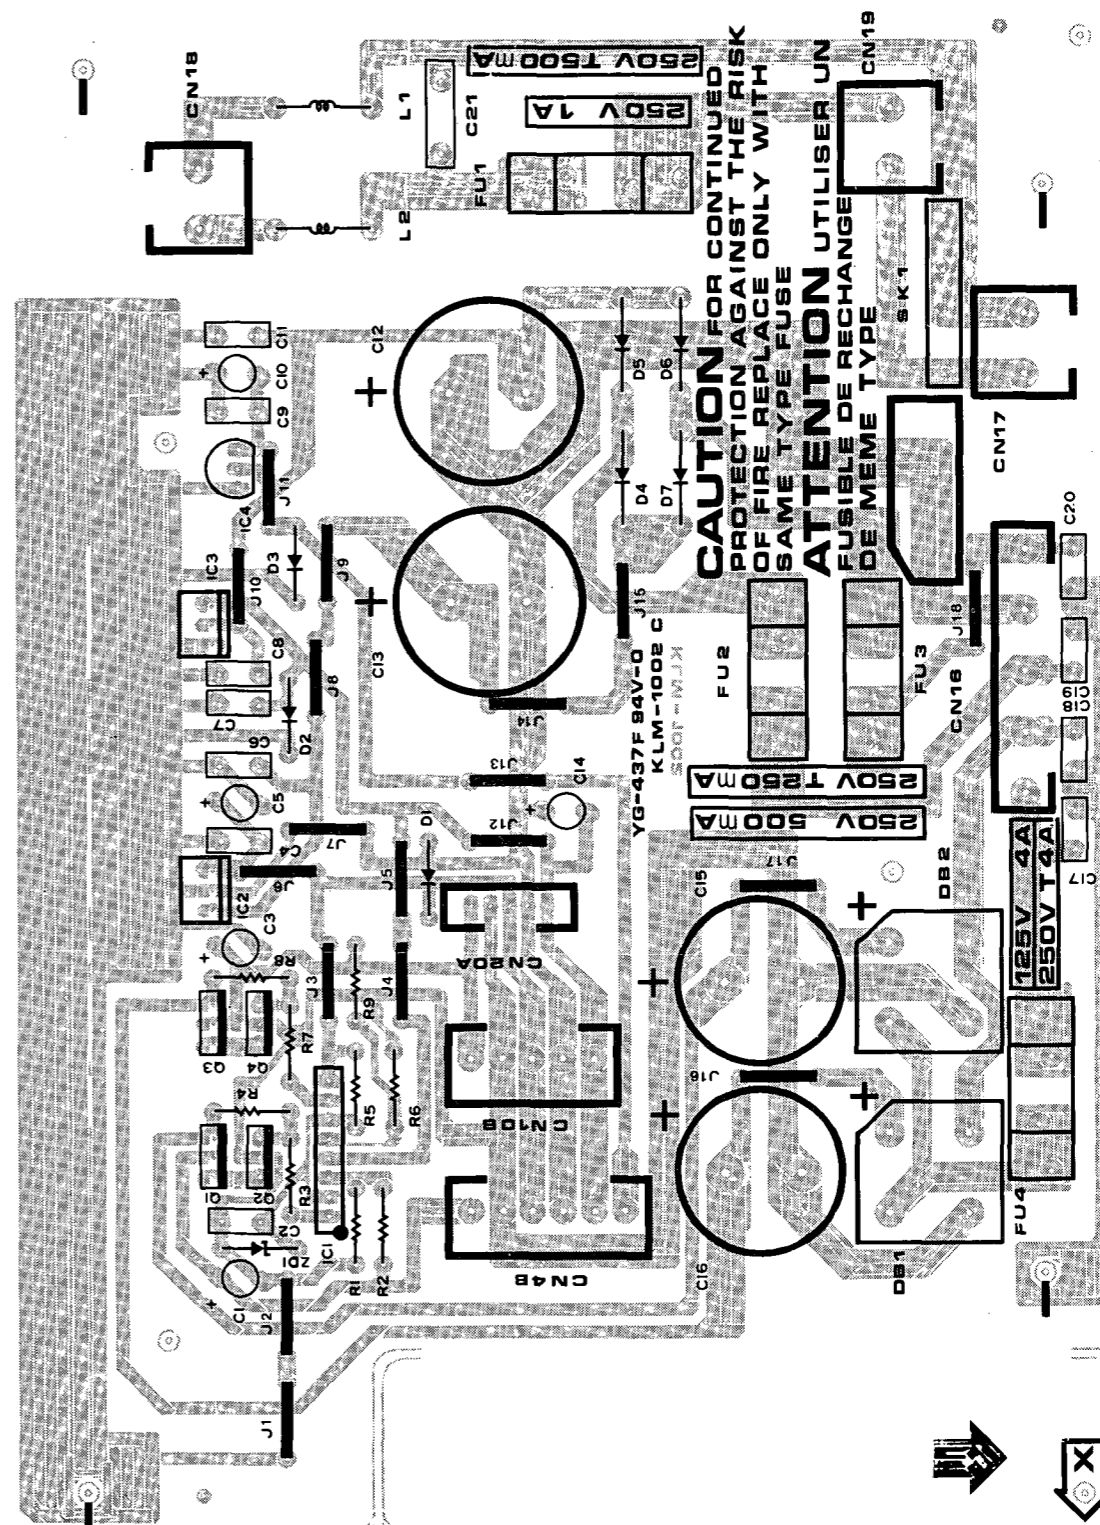 CN18
L1
L2
C21
250V T500mA
250V 1A
FU1
CN19
CAUTION FOR CONTINUED
PROTECTION AGAINST THE RISK
OF FIRE REPLACE ONLY WITH
SAME TYPE FUSE
ATTENTION UTILISER UN
FUSIBLE DE RECHANGE
DE MEME TYPE
SK1
CN17
C11
C10
C9
IC4
J11
C12
D5
D6
D4
D7
IC3
J10
D3
J9
C13
J15
J18
C20
C8
C7
J8
D2
J14
YG-437F 94V-0
KLM-1002 C
KLM-1002
FU2
FU3
CN16
C19
C18
C6
C5
C4
J7
J13
C14
J12
D1
250V T250mA
250V 500mA
J17
C17
125V 4A
250V T 4A
IC2
J6
J5
C3
R8
CN20A
C15
DB2
Q3
Q4
R7
J3
R9
J4
R4
R5
R6
CN10B
J16
Q1
Q2
R3
C2
ZD1
IC1
C1
R1
R2
CN4B
C16
DB1
FU4
J2
J1
X